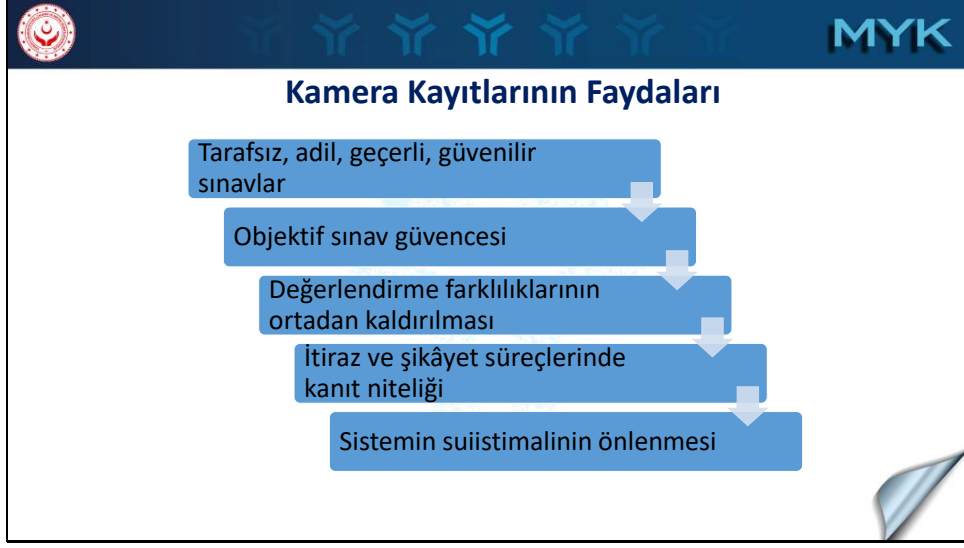 MYK
Kamera Kayıtlarının Faydaları
Tarafsız, adil, geçerli, güvenilir
sınavlar
Objektif sınav güvencesi
Değerlendirme farklılıklarının
ortadan kaldırılması
İtiraz ve şikâyet süreçlerinde
kanıt niteliği
Sistemin suiistimalinin önlenmesi